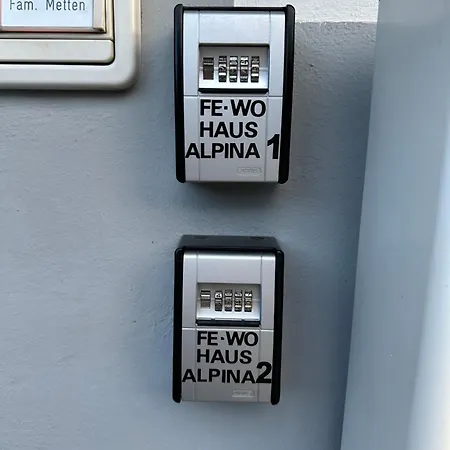 Fam. Metten
FE·WO
HAUS
ALPINA 1
FE·WO
HAUS
ALPINA 2